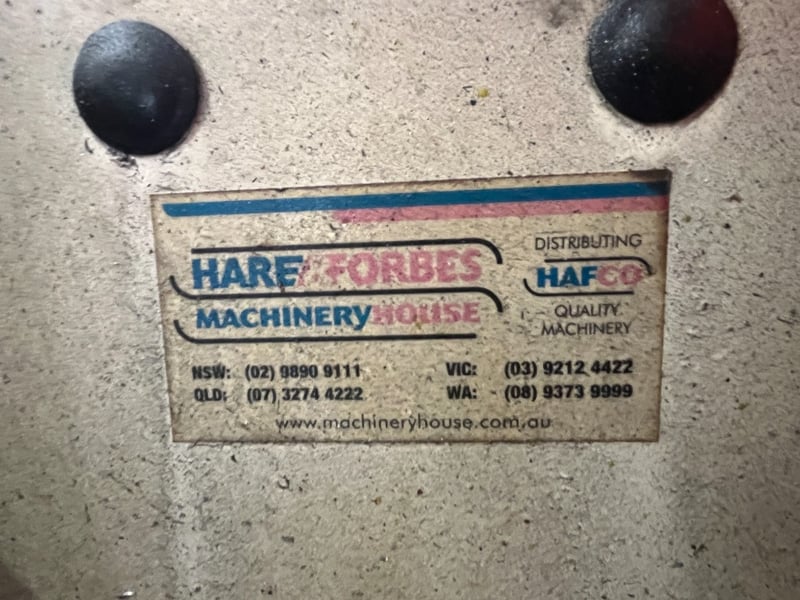 HARE & FORBES
MACHINERYHOUSE
DISTRIBUTING
HAFCO
QUALITY
MACHINERY
NSW: (02) 9890 9111
VIC: (03) 9212 4422
QLD: (07) 3274 4222
WA: (08) 9373 9999
www.machineryhouse.com.au